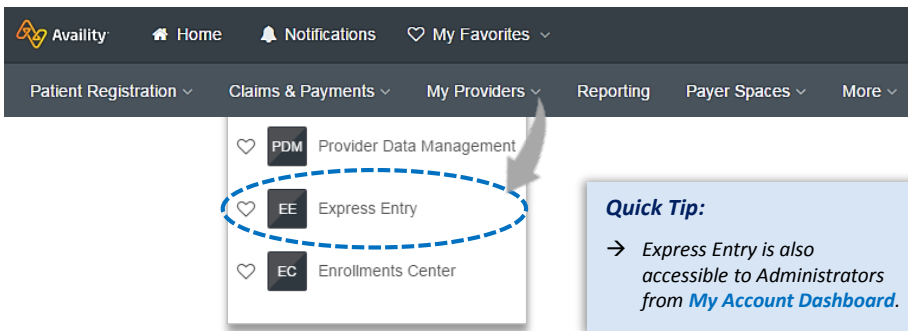 Availity Home Notifications My Favorites
Patient Registration Claims & Payments My Providers Reporting Payer Spaces More
PDM Provider Data Management
EE Express Entry
EC Enrollments Center
Quick Tip:
→ Express Entry is also
accessible to Administrators
from My Account Dashboard.